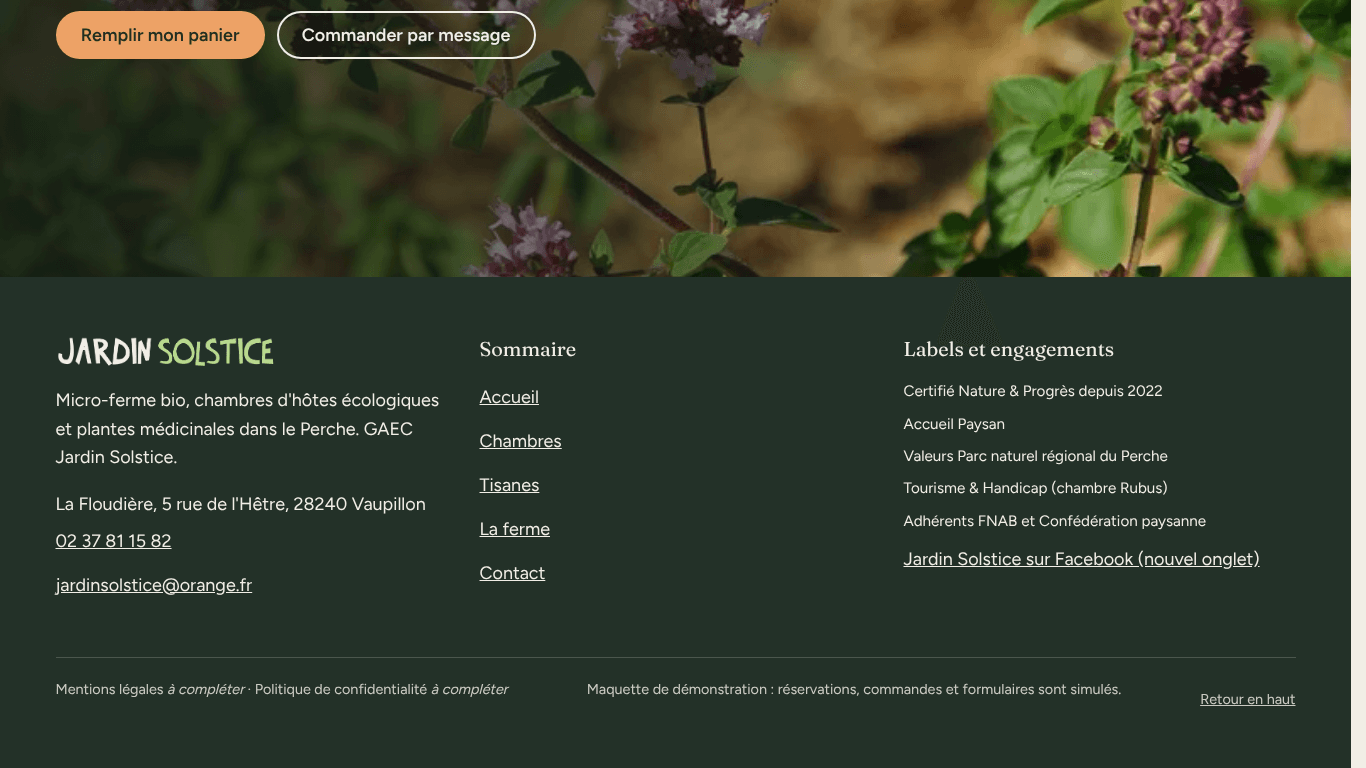 Remplir mon panier
Commander par message
JARDIN SOLSTICE
Micro-ferme bio, chambres d'hôtes écologiques
et plantes médicinales dans le Perche. GAEC
Jardin Solstice.
La Floudière, 5 rue de l'Hêtre, 28240 Vaupillon
02 37 81 15 82
jardinsolstice@orange.fr
Sommaire
Accueil
Chambres
Tisanes
La ferme
Contact
Labels et engagements
Certifié Nature & Progrès depuis 2022
Accueil Paysan
Valeurs Parc naturel régional du Perche
Tourisme & Handicap (chambre Rubus)
Adhérents FNAB et Confédération paysanne
Jardin Solstice sur Facebook (nouvel onglet)
Mentions légales à compléter · Politique de confidentialité à compléter
Maquette de démonstration : réservations, commandes et formulaires sont simulés.
Retour en haut